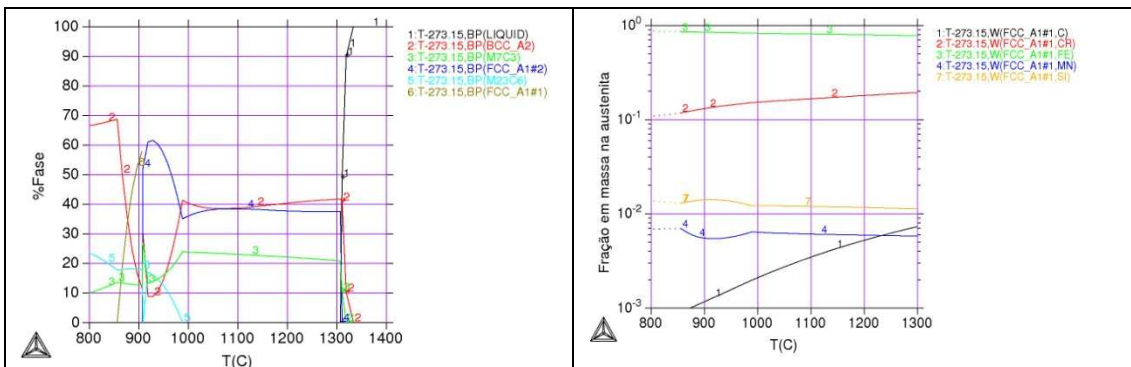 100
90
80
70
60
50
40
30
20
10
0
%Fase
800 900 1000 1100 1200 1300 1400
T(C)
1:T-273.15,BP(LIQUID)
2:T-273.15,BP(BCC_A2)
3:T-273.15,BP(M7C3)
4:T-273.15,BP(FCC_A1#2)
5:T-273.15,BP(M23C6)
6:T-273.15,BP(FCC_A1#1)
10^0
10^-1
10^-2
10^-3
Fração em massa na austenita
800 900 1000 1100 1200 1300
T(C)
1:T-273.15,W(FCC_A1#1,C)
2:T-273.15,W(FCC_A1#1,CR)
3:T-273.15,W(FCC_A1#1,FE)
4:T-273.15,W(FCC_A1#1,MN)
7:T-273.15,W(FCC_A1#1,SI)